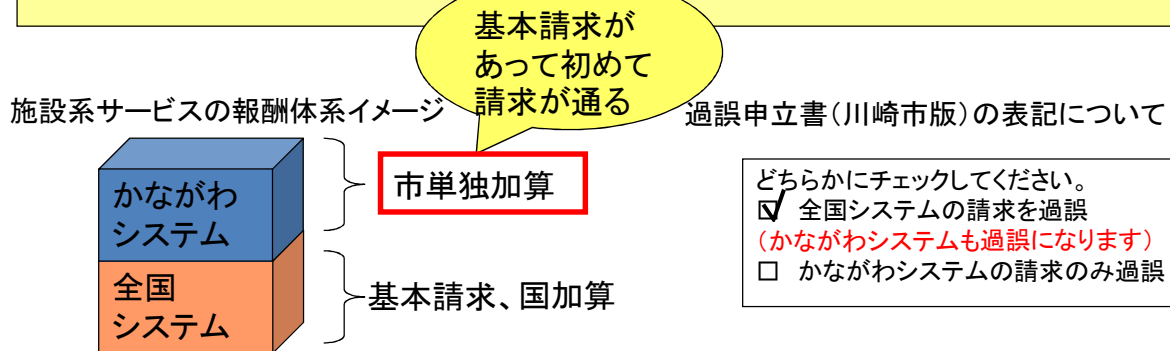 基本請求が
あって初めて
請求が通る
施設系サービスの報酬体系イメージ
過誤申立書(川崎市版)の表記について
かながわ
システム
市単独加算
全国
システム
基本請求、国加算
どちらかにチェックしてください。
☑ 全国システムの請求を過誤
(かながわシステムも過誤になります)
□ かながわシステムの請求のみ過誤